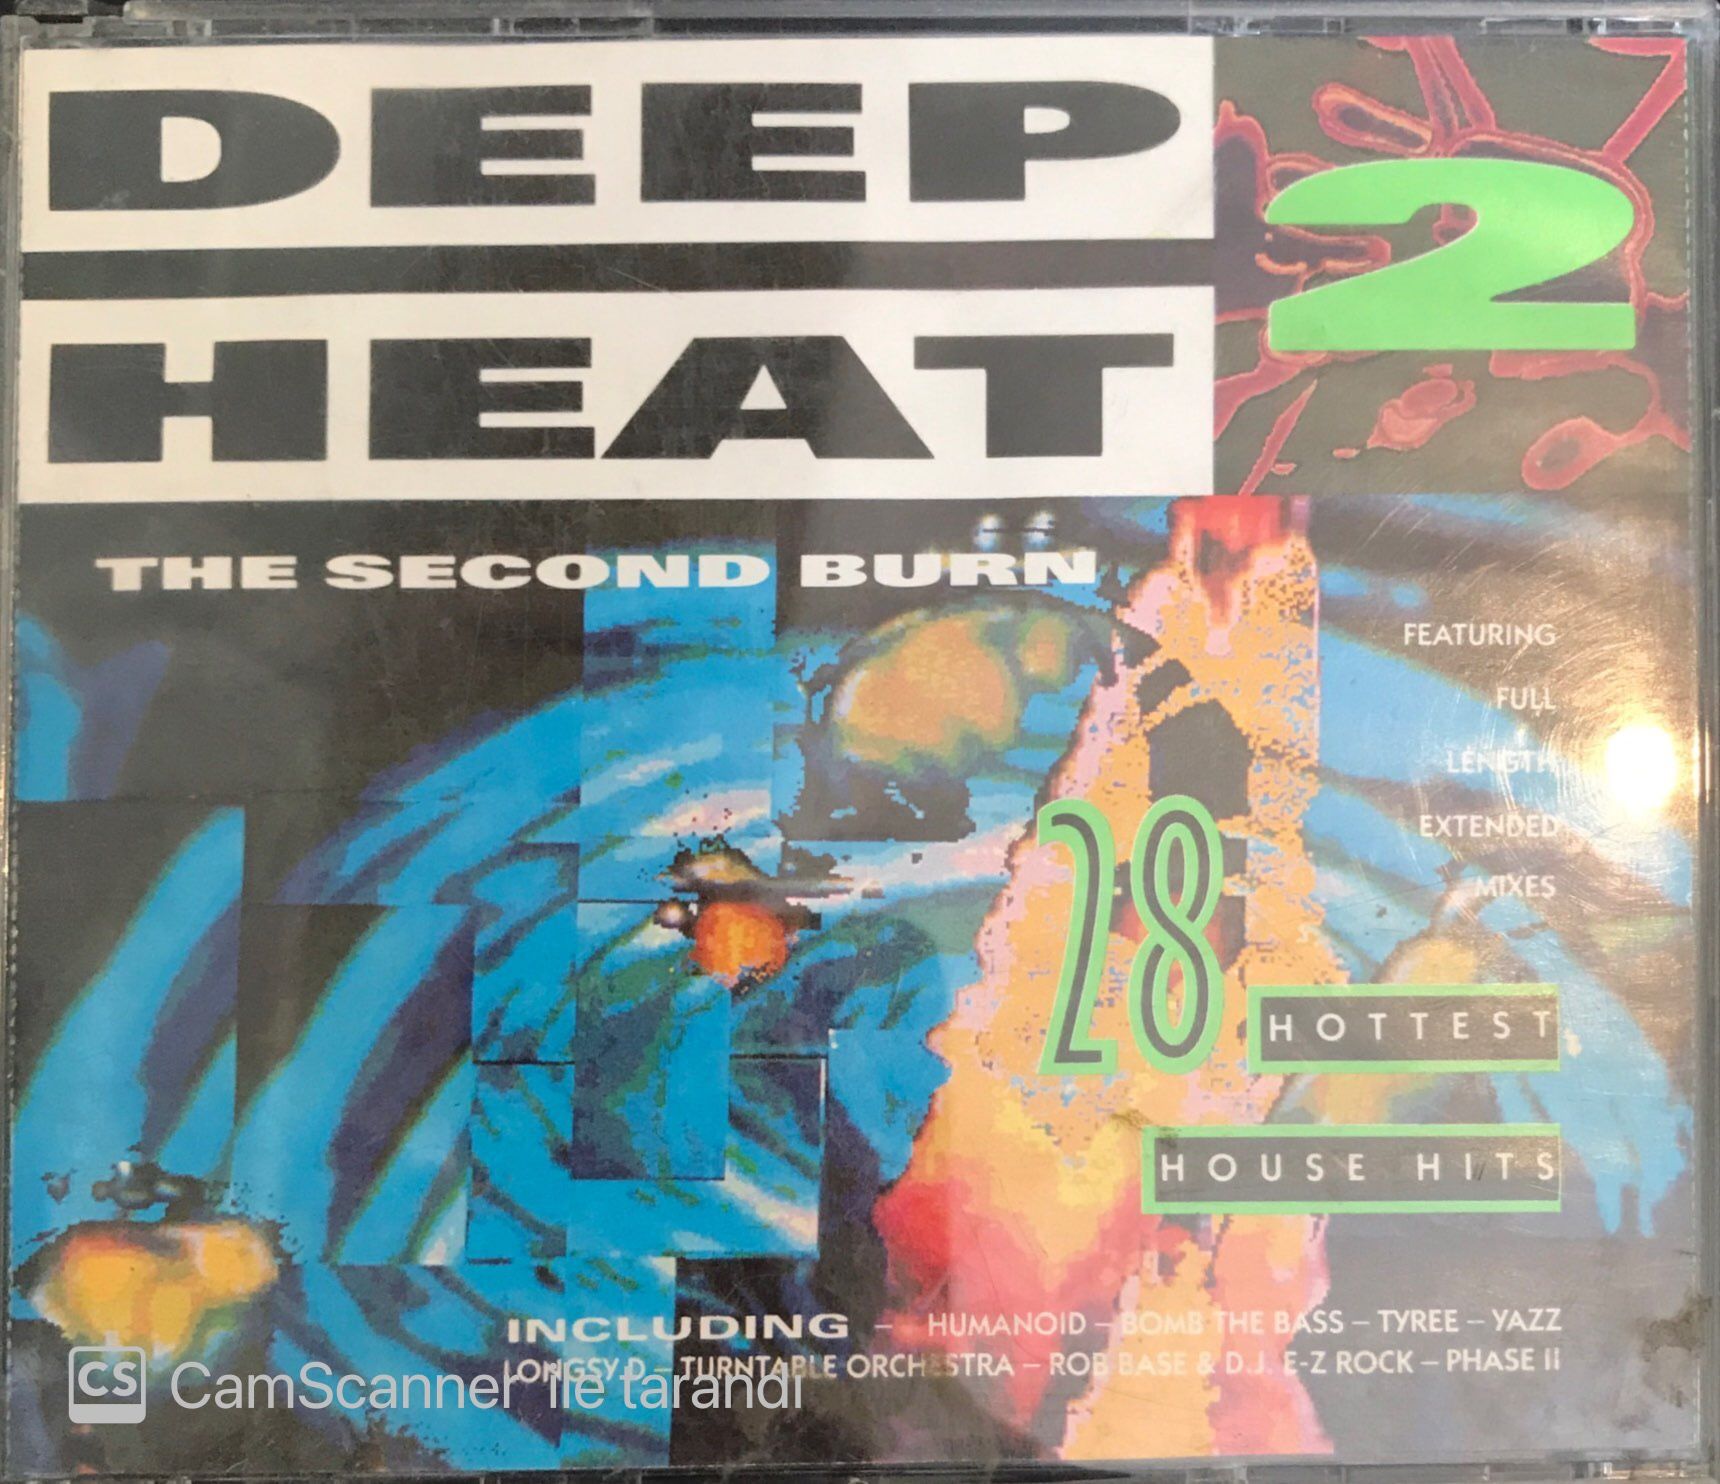 DEEP
HEAT
2
THE SECOND BURN
FEATURING
FULL
LENGTH
EXTENDED
MIXES
28 HOTTEST
HOUSE HITS
INCLUDING – HUMANOID – BOMB THE BASS – TYREE – YAZZ
LONGSY D – TURNTABLE ORCHESTRA – ROB BASE & D.J. E-Z ROCK – PHASE II
CS CamScanner ile tarandı